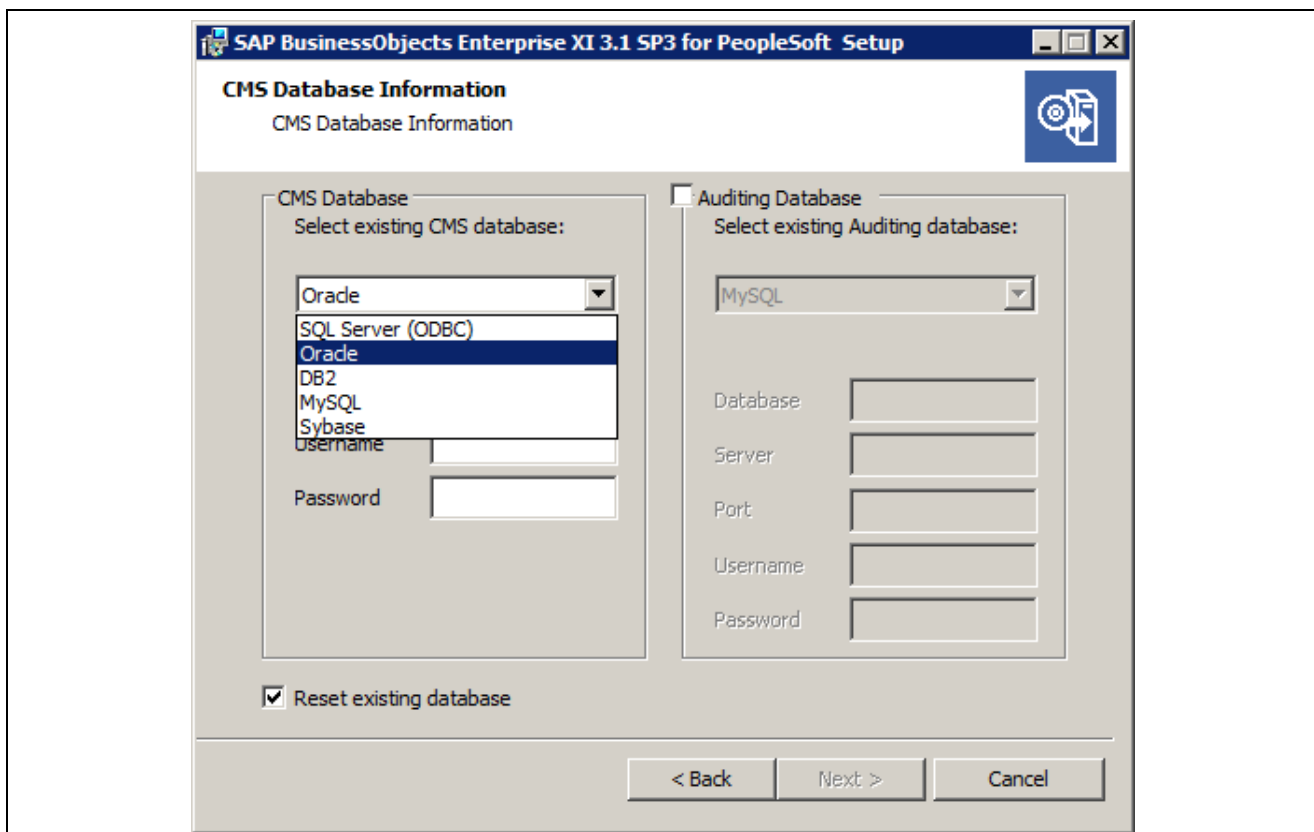 SAP BusinessObjects Enterprise XI 3.1 SP3 for PeopleSoft Setup
CMS Database Information
CMS Database Information
CMS Database
Select existing CMS database:
Oracle
SQL Server (ODBC)
Oracle
DB2
MySQL
Sybase
Username
Password
Auditing Database
Select existing Auditing database:
MySQL
Database
Server
Port
Username
Password
Reset existing database
< Back
Next >
Cancel